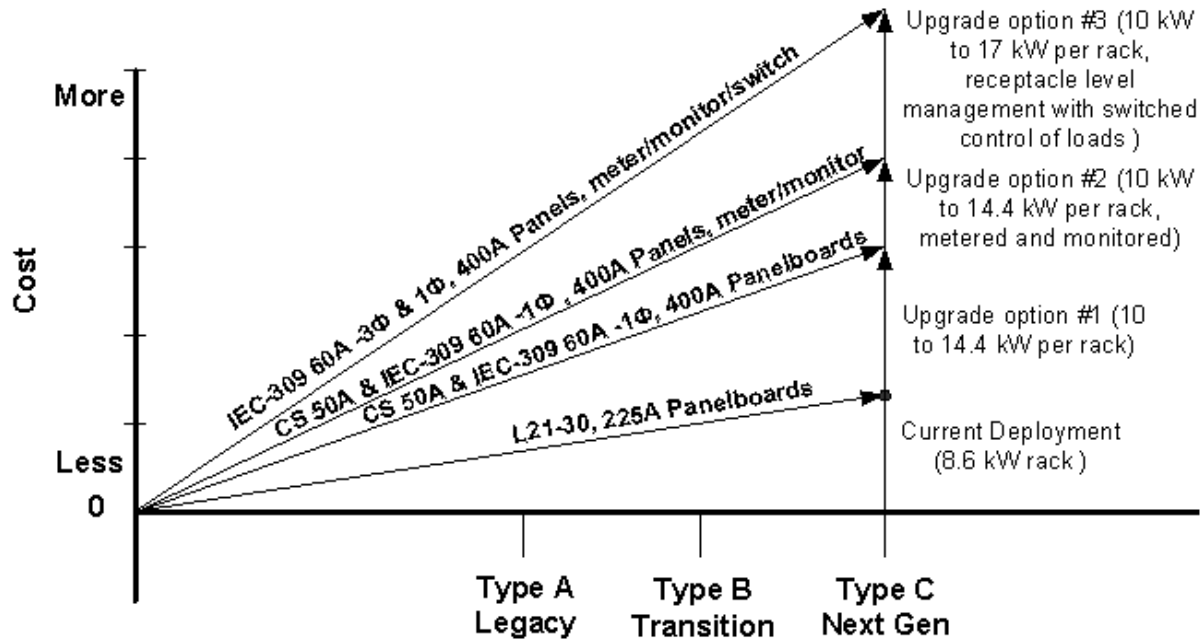 More
Cost
Less
0
IEC-309 60A -3Φ & 1Φ, 400A Panels, meter/monitor/switch
CS 50A & IEC-309 60A -1Φ , 400A Panels, meter/monitor
CS 50A & IEC-309 60A -1Φ, 400A Panelboards
L21-30, 225A Panelboards
Upgrade option #3 (10 kW
to 17 kW per rack,
receptacle level
management with switched
control of loads )
Upgrade option #2 (10 kW
to 14.4 kW per rack,
metered and monitored)
Upgrade option #1 (10
to 14.4 kW per rack)
Current Deployment
(8.6 kW rack )
Type A
Legacy
Type B
Transition
Type C
Next Gen